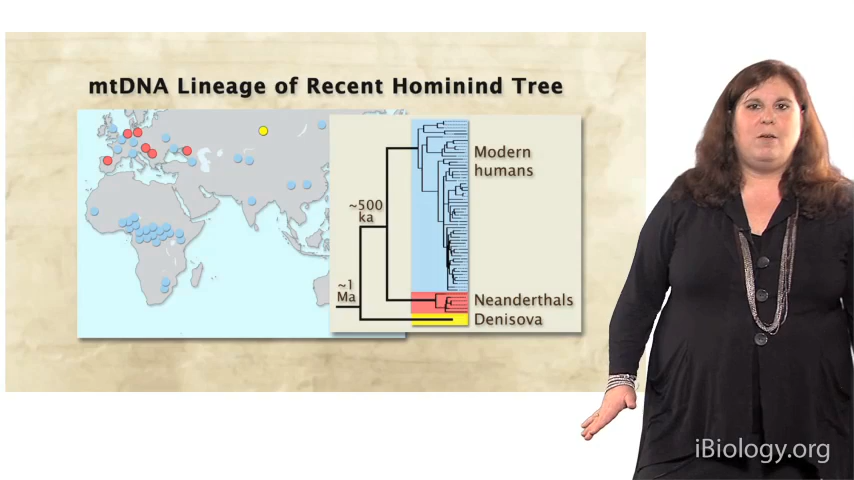 mtDNA Lineage of Recent Hominind Tree
Modern
humans
~500
ka
~1
Ma
Neanderthals
Denisova
iBiology.org